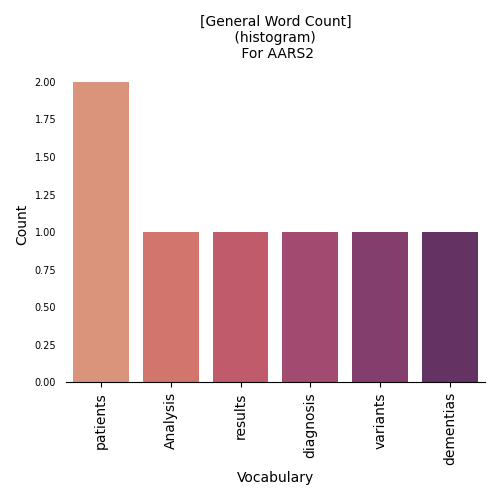 [General Word Count]
(histogram)
For AARS2
2.00
1.75
1.50
1.25
1.00
0.75
0.50
0.25
0.00
Count
patients
Analysis
results
diagnosis
variants
dementias
Vocabulary